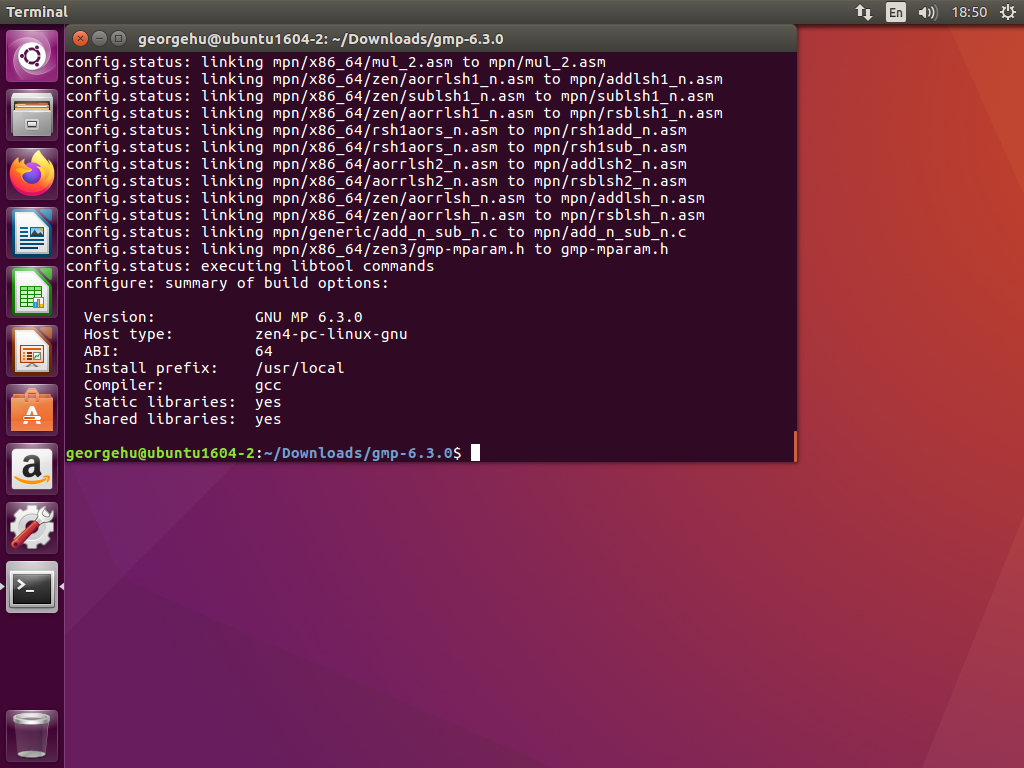 Terminal
En
18:50
georgehu@ubuntu1604-2: ~/Downloads/gmp-6.3.0
config.status: linking mpn/x86_64/mul_2.asm to mpn/mul_2.asm
config.status: linking mpn/x86_64/zen/aorrlsh1_n.asm to mpn/addlsh1_n.asm
config.status: linking mpn/x86_64/zen/sublsh1_n.asm to mpn/sublsh1_n.asm
config.status: linking mpn/x86_64/zen/aorrlsh1_n.asm to mpn/rsblsh1_n.asm
config.status: linking mpn/x86_64/rsh1aors_n.asm to mpn/rsh1add_n.asm
config.status: linking mpn/x86_64/rsh1aors_n.asm to mpn/rsh1sub_n.asm
config.status: linking mpn/x86_64/aorrlsh2_n.asm to mpn/addlsh2_n.asm
config.status: linking mpn/x86_64/aorrlsh2_n.asm to mpn/rsblsh2_n.asm
config.status: linking mpn/x86_64/zen/aorrlsh_n.asm to mpn/addlsh_n.asm
config.status: linking mpn/x86_64/zen/aorrlsh_n.asm to mpn/rsblsh_n.asm
config.status: linking mpn/generic/add_n_sub_n.c to mpn/add_n_sub_n.c
config.status: linking mpn/x86_64/zen3/gmp-mparam.h to gmp-mparam.h
config.status: executing libtool commands
configure: summary of build options:
Version: GNU MP 6.3.0
Host type: zen4-pc-linux-gnu
ABI: 64
Install prefix: /usr/local
Compiler: gcc
Static libraries: yes
Shared libraries: yes
georgehu@ubuntu1604-2:~/Downloads/gmp-6.3.0$
A
a
>_